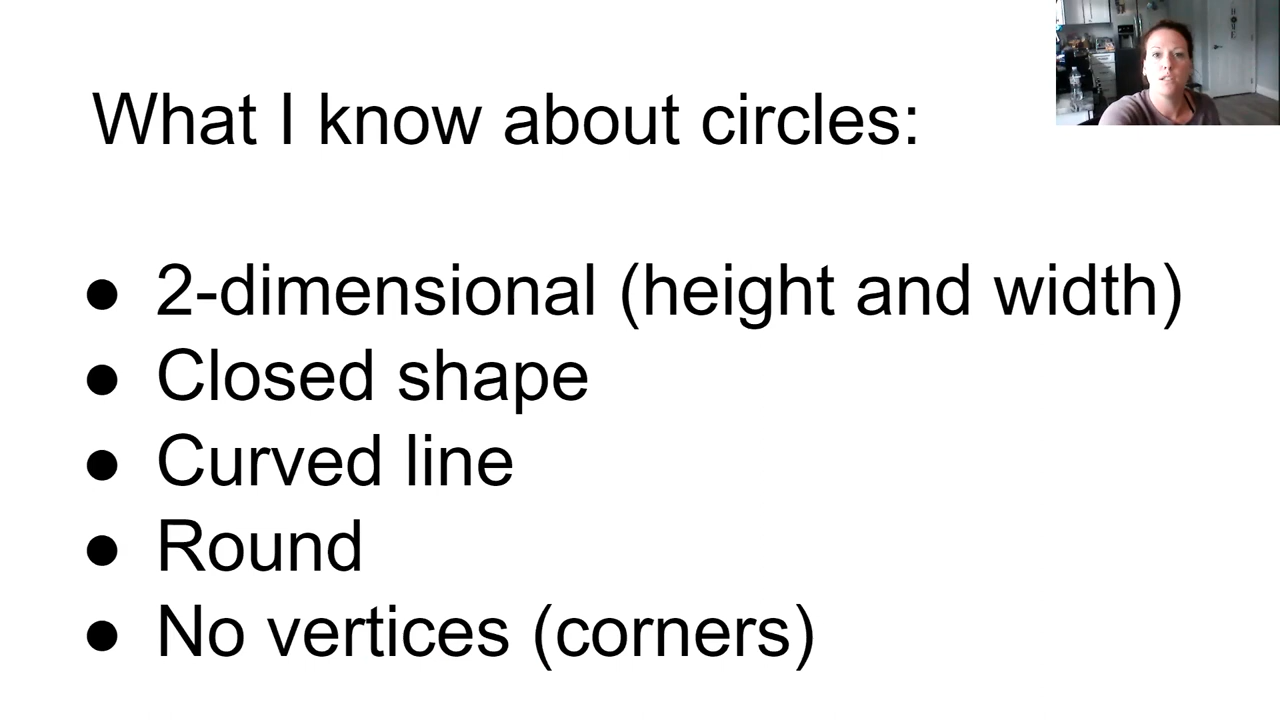 What I know about circles:
● 2-dimensional (height and width)
● Closed shape
● Curved line
● Round
● No vertices (corners)